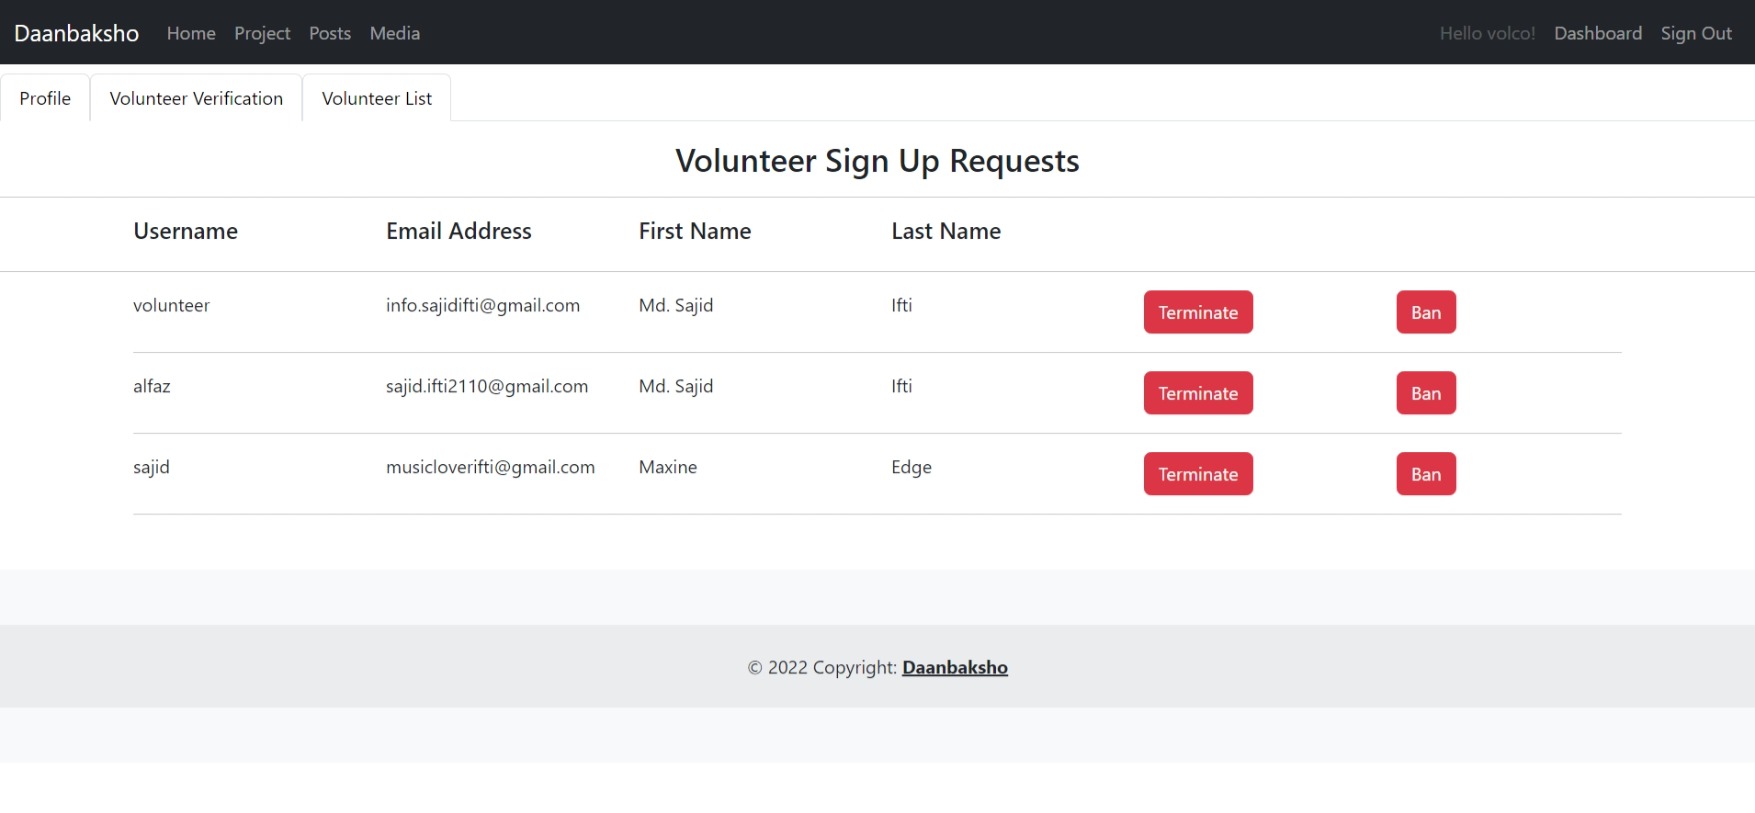 Daanbaksho Home Project Posts Media Hello volco! Dashboard Sign Out
Profile Volunteer Verification Volunteer List
Volunteer Sign Up Requests
Username Email Address First Name Last Name
volunteer info.sajidifti@gmail.com Md. Sajid Ifti Terminate Ban
alfaz sajid.ifti2110@gmail.com Md. Sajid Ifti Terminate Ban
sajid musicloverifti@gmail.com Maxine Edge Terminate Ban
© 2022 Copyright: Daanbaksho